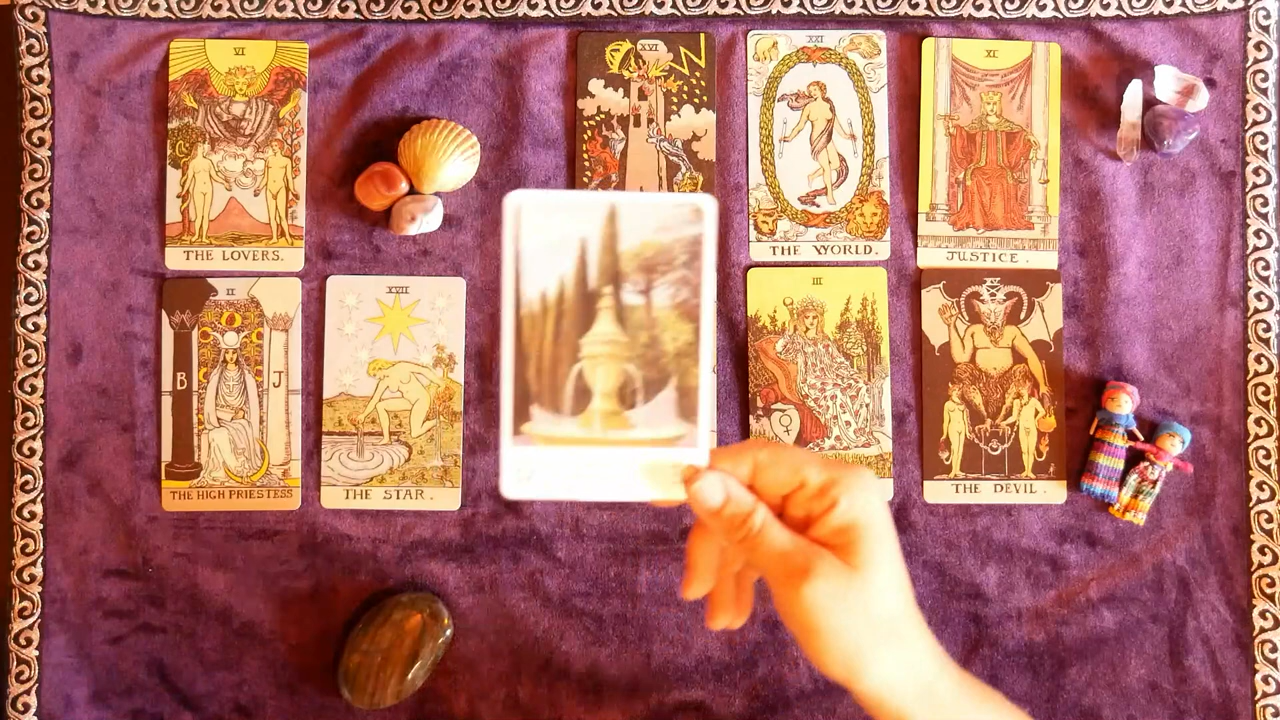 VI
THE LOVERS.
XVI
XXI
THE WORLD.
XI
JUSTICE.
II
B
J
THE HIGH PRIESTESS
XVII
THE STAR.
III
XV
THE DEVIL.